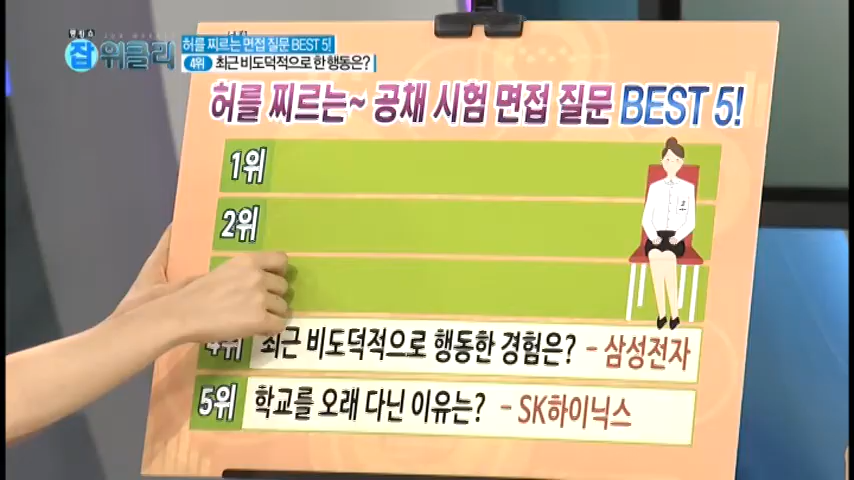 잡 위클리
허를 찌르는 면접 질문 BEST 5!
4위 최근 비도덕적으로 한 행동은?
허를 찌르는~ 공채 시험 면접 질문 BEST 5!
1위
2위
4위 최근 비도덕적으로 행동한 경험은? - 삼성전자
5위 학교를 오래 다닌 이유는? - SK하이닉스